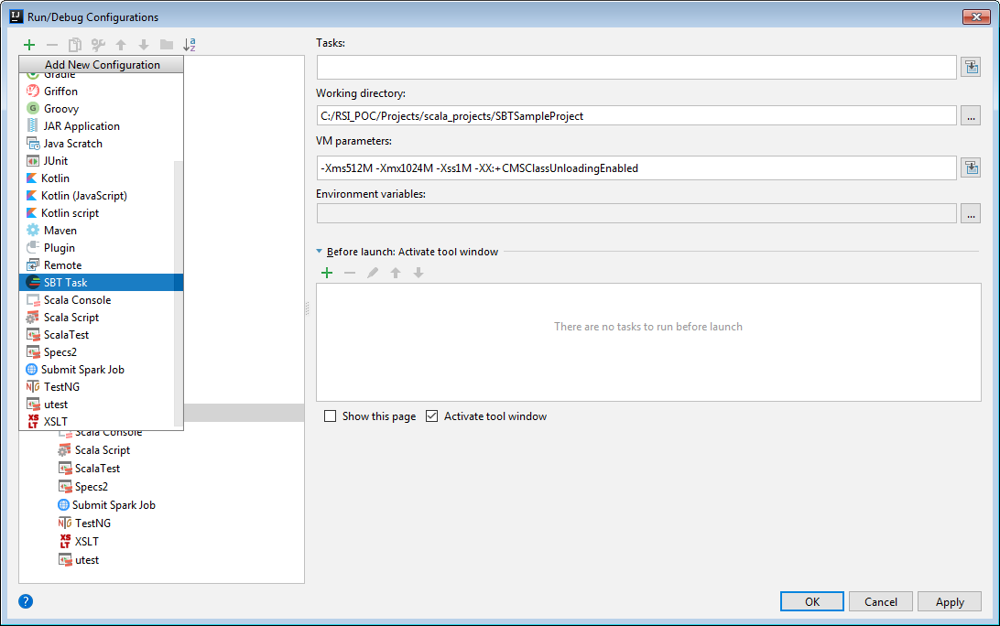 Run/Debug Configurations
Add New Configuration
Gradle
Griffon
Groovy
JAR Application
Java Scratch
JUnit
Kotlin
Kotlin (JavaScript)
Kotlin script
Maven
Plugin
Remote
SBT Task
Scala Console
Scala Script
ScalaTest
Specs2
Submit Spark Job
TestNG
utest
XSLT
Scala Console
Scala Script
ScalaTest
Specs2
Submit Spark Job
TestNG
XSLT
utest
Tasks:
Working directory:
C:/RSI_POC/Projects/scala_projects/SBTSampleProject
...
VM parameters:
-Xms512M -Xmx1024M -Xss1M -XX:+CMSClassUnloadingEnabled
Environment variables:
...
Before launch: Activate tool window
There are no tasks to run before launch
Show this page Activate tool window
?
OK Cancel Apply